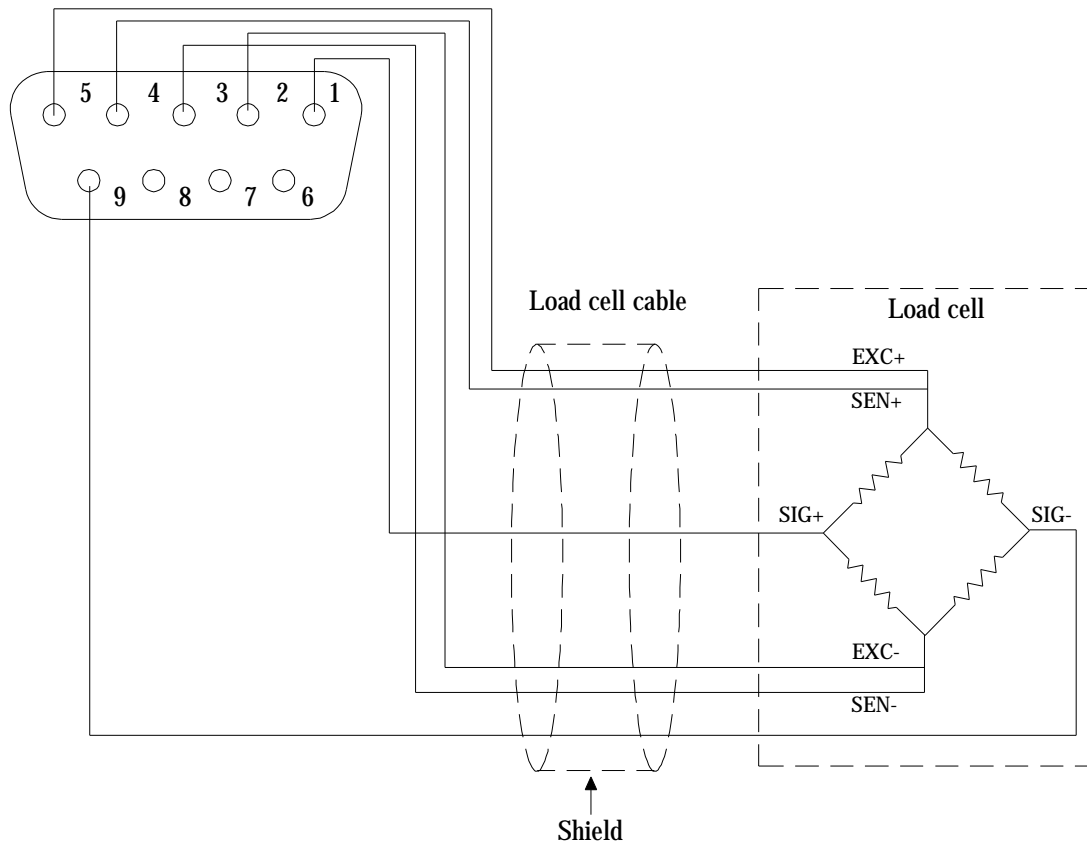 5 4 3 2 1
9 8 7 6
Load cell cable
Load cell
EXC+
SEN+
SIG+
SIG-
EXC-
SEN-
Shield